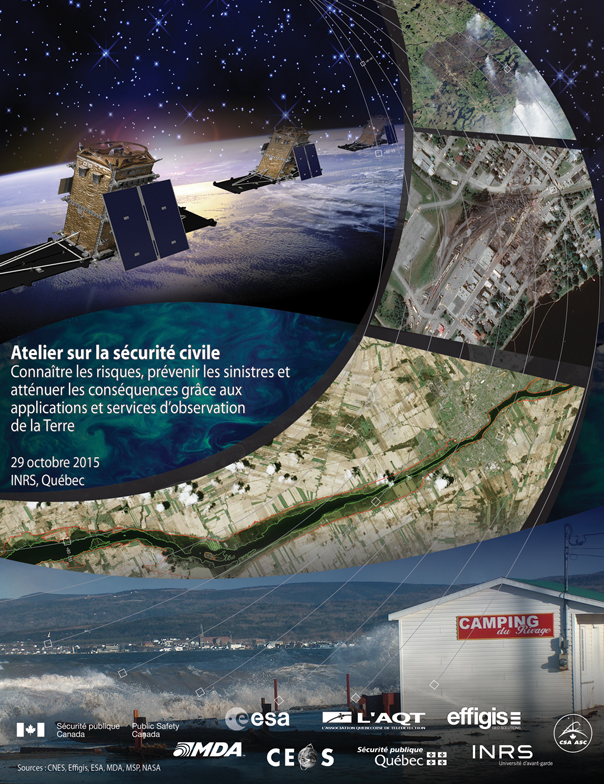 Atelier sur la sécurité civile
Connaître les risques, prévenir les sinistres et
atténuer les conséquences grâce aux
applications et services d'observation
de la Terre
29 octobre 2015
INRS, Québec
CAMPING
du Rivage
Sécurité publique
Canada
Public Safety
Canada
esa
L'AQT
L'ASSOCIATION QUÉBÉCOISE DE TÉLÉDÉTECTION
effigis
GEO SOLUTIONS
MDA
CEOS
Sécurité publique
Québec
INRS
Université d'avant-garde
CSA ASC
Sources : CNES, Effigis, ESA, MDA, MSP, NASA